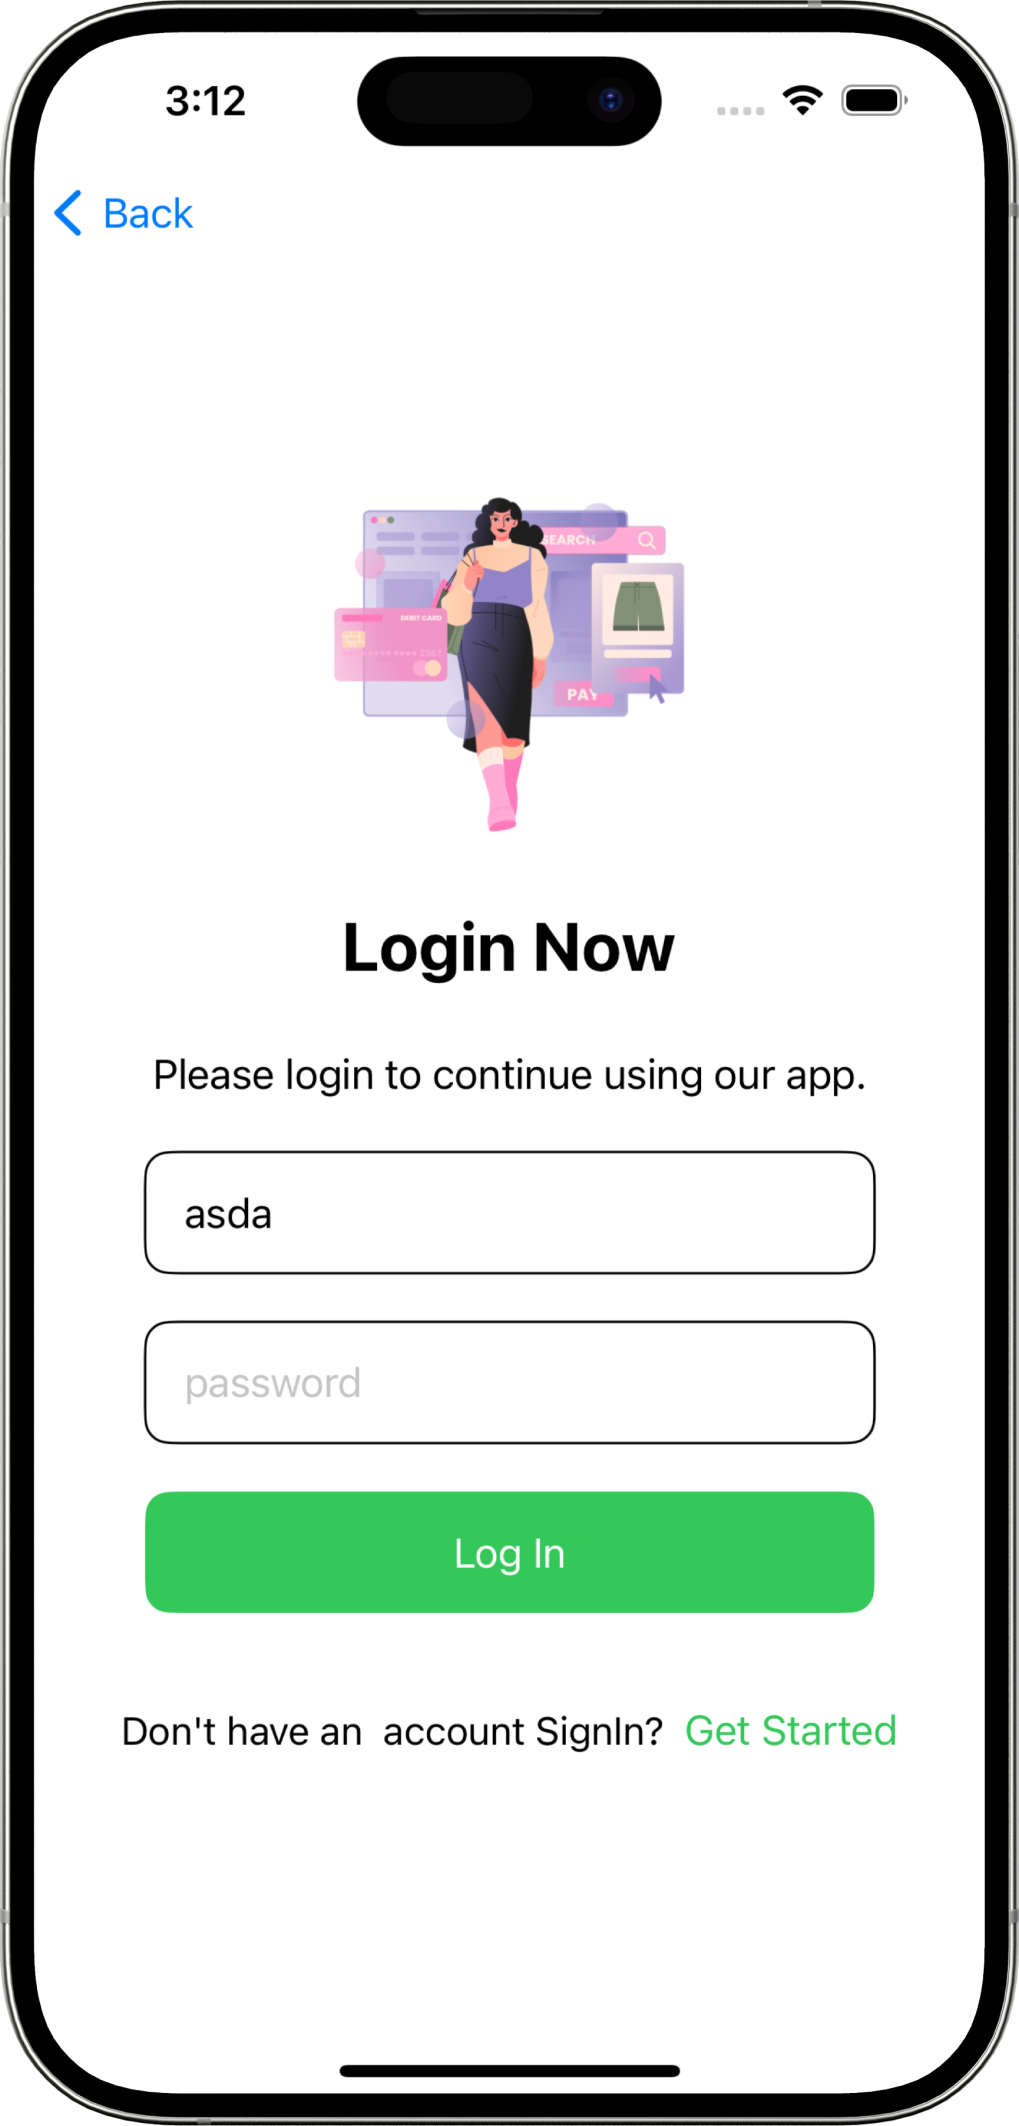 3:12
Back
SEARCH
DEBIT CARD
2367
PAY
Login Now
Please login to continue using our app.
asda
password
Log In
Don't have an  account SignIn?  Get Started